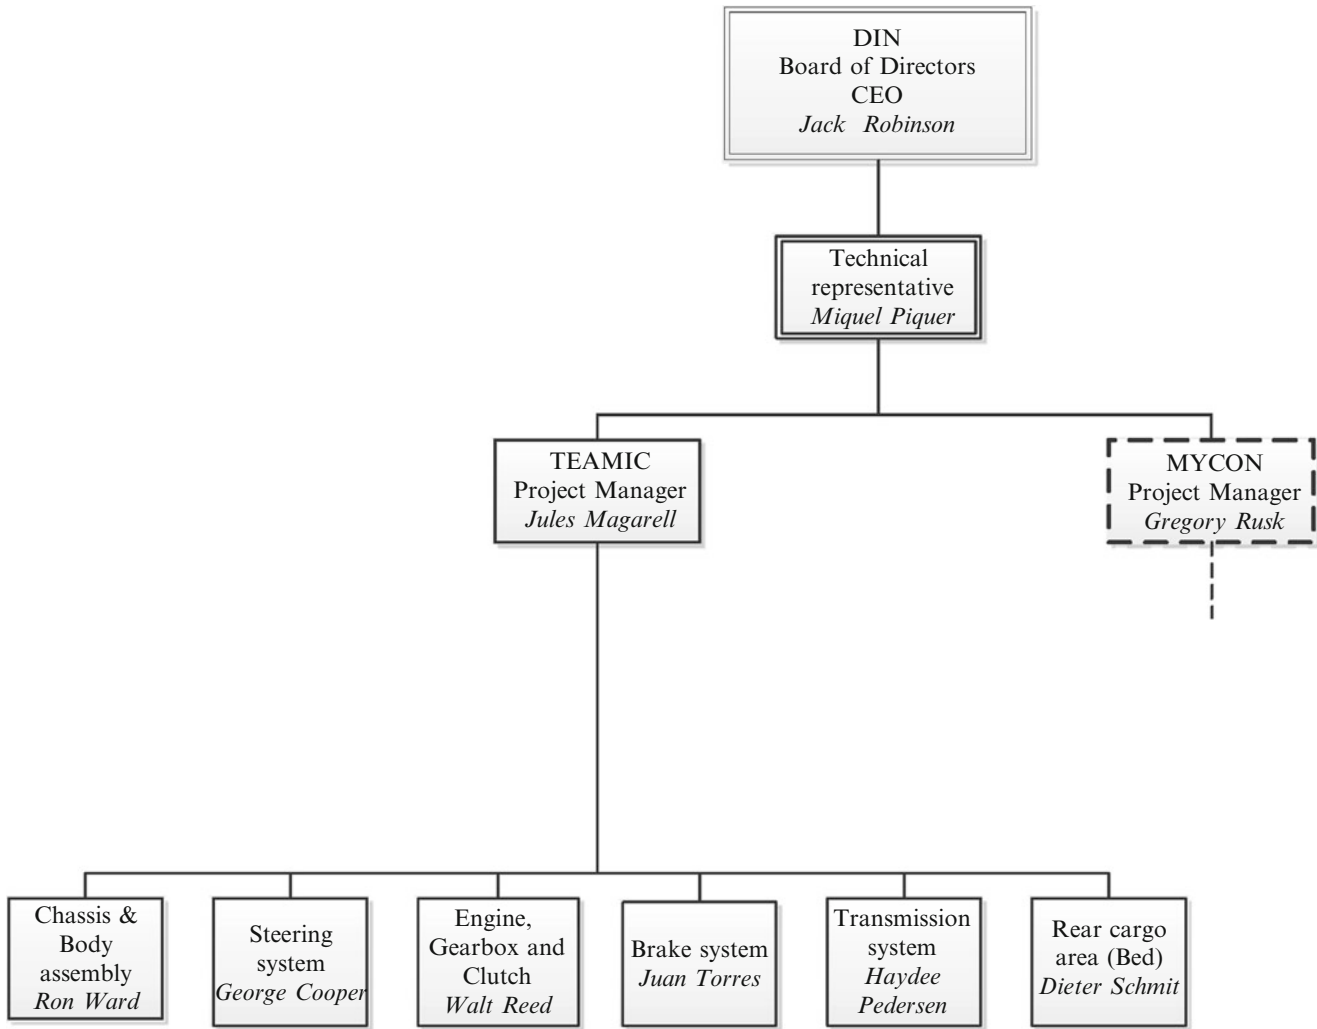 DIN
Board of Directors
CEO
Jack Robinson
Technical
representative
Miquel Piquer
TEAMIC
Project Manager
Jules Magarell
MYCON
Project Manager
Gregory Rusk
Chassis &
Body
assembly
Ron Ward
Steering
system
George Cooper
Engine,
Gearbox and
Clutch
Walt Reed
Brake system
Juan Torres
Transmission
system
Haydee
Pedersen
Rear cargo
area (Bed)
Dieter Schmit